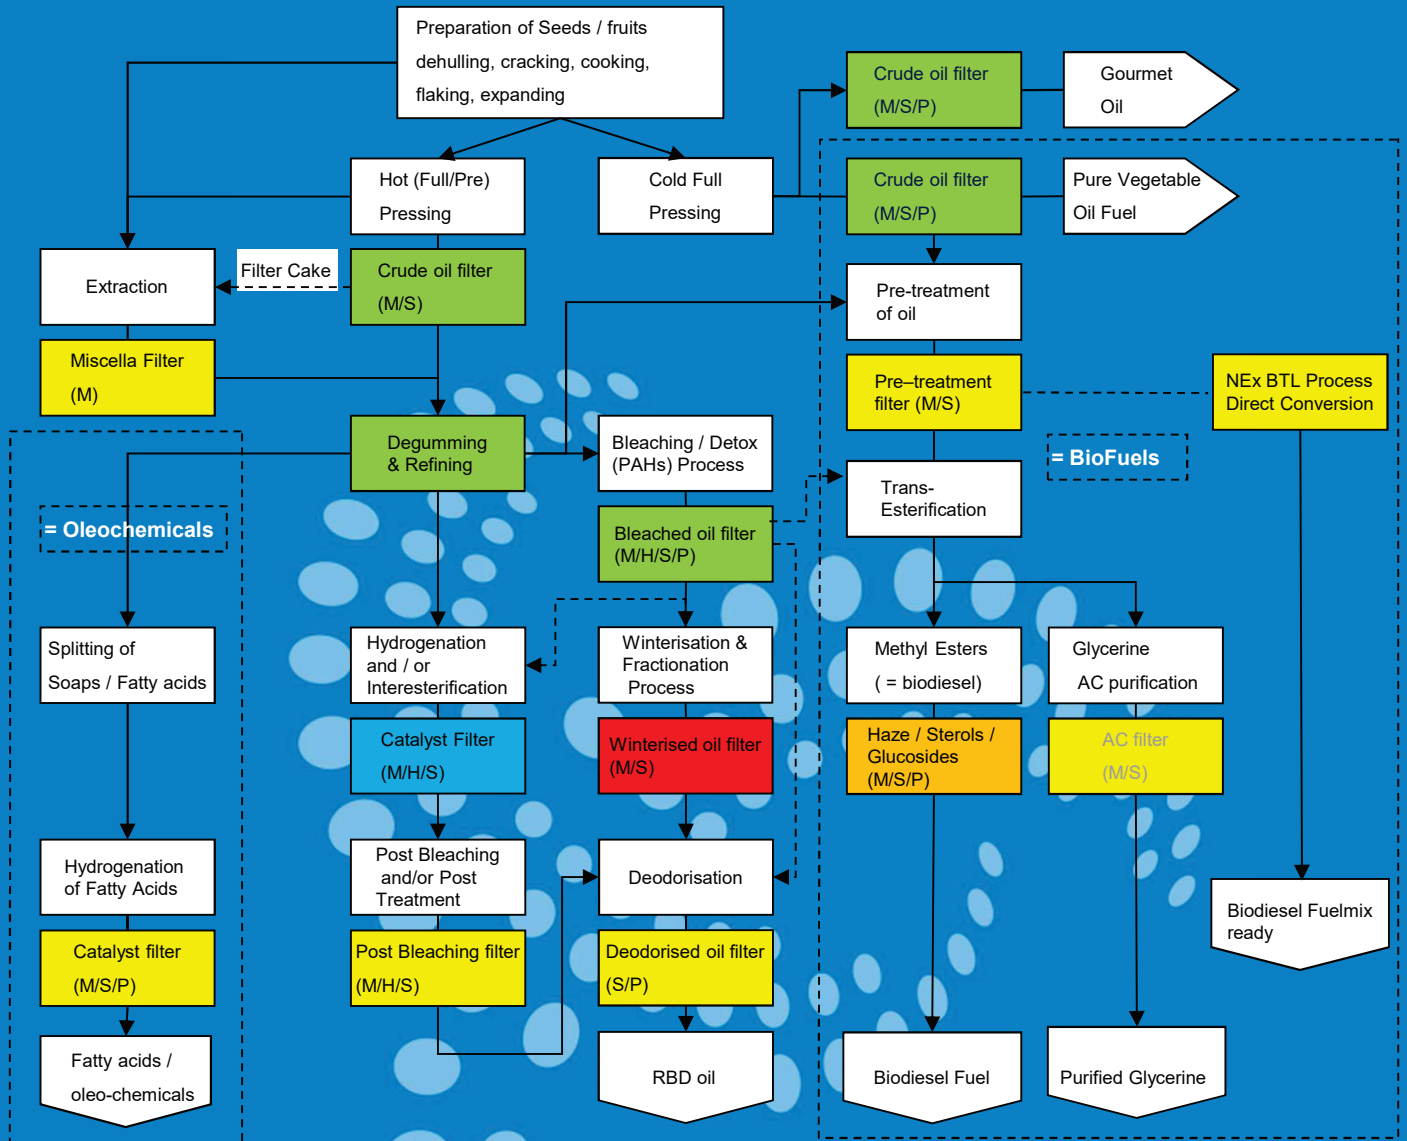 Preparation of Seeds / fruits
dehulling, cracking, cooking,
flaking, expanding
Crude oil filter
(M/S/P)
Gourmet
Oil
Hot (Full/Pre)
Pressing
Cold Full
Pressing
Crude oil filter
(M/S/P)
Pure Vegetable
Oil Fuel
Extraction
Filter Cake
Crude oil filter
(M/S)
Pre-treatment
of oil
Miscella Filter
(M)
Pre–treatment
filter (M/S)
NEx BTL Process
Direct Conversion
Degumming
& Refining
Bleaching / Detox
(PAHs) Process
= BioFuels
Trans-
Esterification
= Oleochemicals
Bleached oil filter
(M/H/S/P)
Splitting of
Soaps / Fatty acids
Hydrogenation
and / or
Interesterification
Winterisation &
Fractionation
Process
Methyl Esters
( = biodiesel)
Glycerine
AC purification
Catalyst Filter
(M/H/S)
Winterised oil filter
(M/S)
Haze / Sterols /
Glucosides
(M/S/P)
AC filter
(M/S)
Hydrogenation
of Fatty Acids
Post Bleaching
and/or Post
Treatment
Deodorisation
Biodiesel Fuelmix
ready
Catalyst filter
(M/S/P)
Post Bleaching filter
(M/H/S)
Deodorised oil filter
(S/P)
Fatty acids /
oleo-chemicals
RBD oil
Biodiesel Fuel
Purified Glycerine